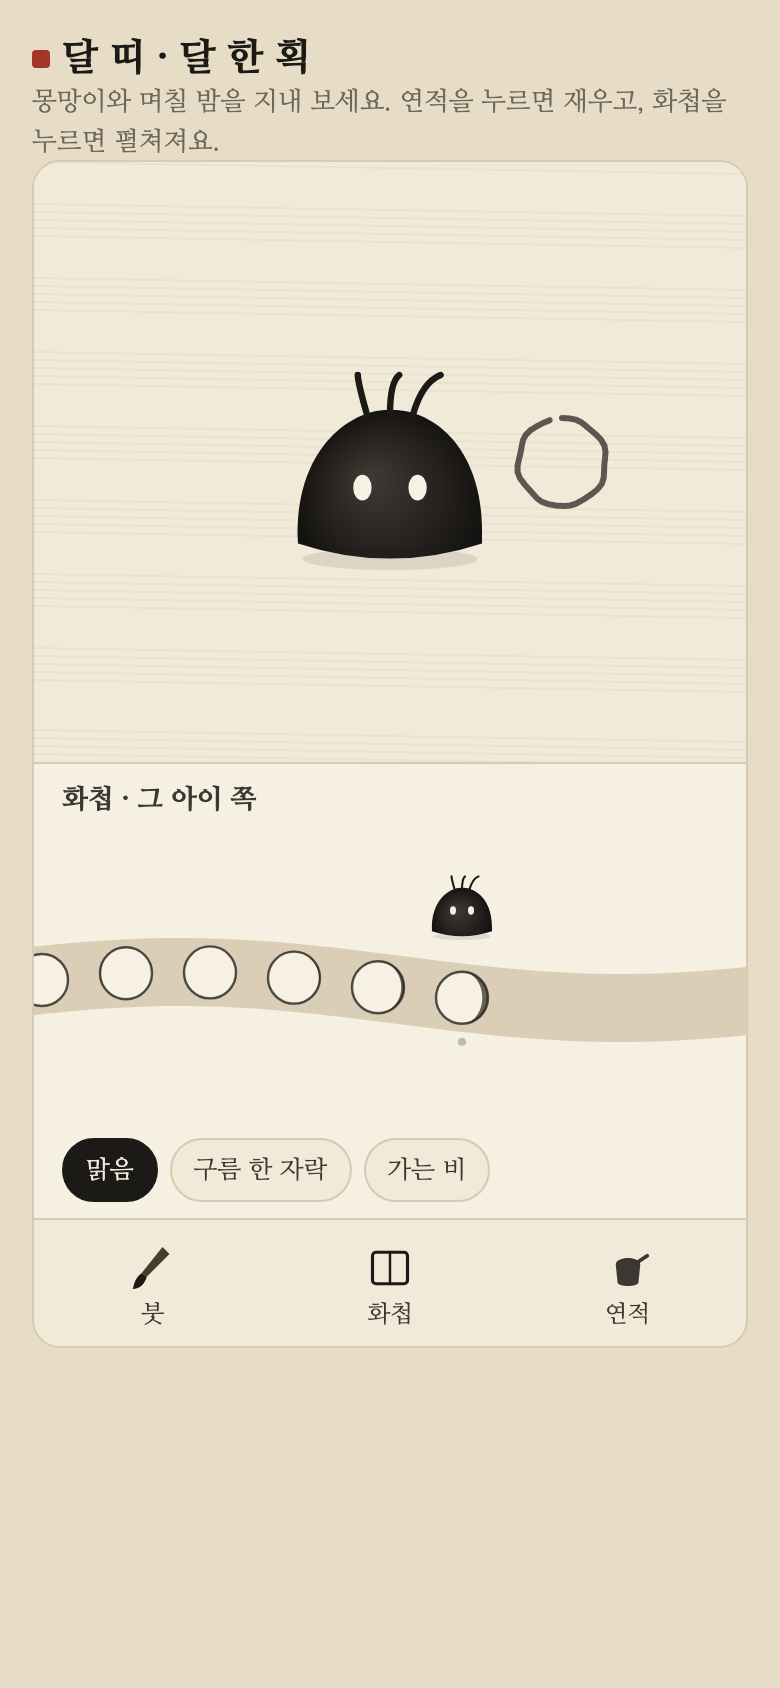 달 띠 · 달 한 획
몽망이와 며칠 밤을 지내 보세요. 연적을 누르면 재우고, 화첩을
누르면 펼쳐져요.
화첩 · 그 아이 쪽
맑음
구름 한 자락
가는 비
붓
화첩
연적